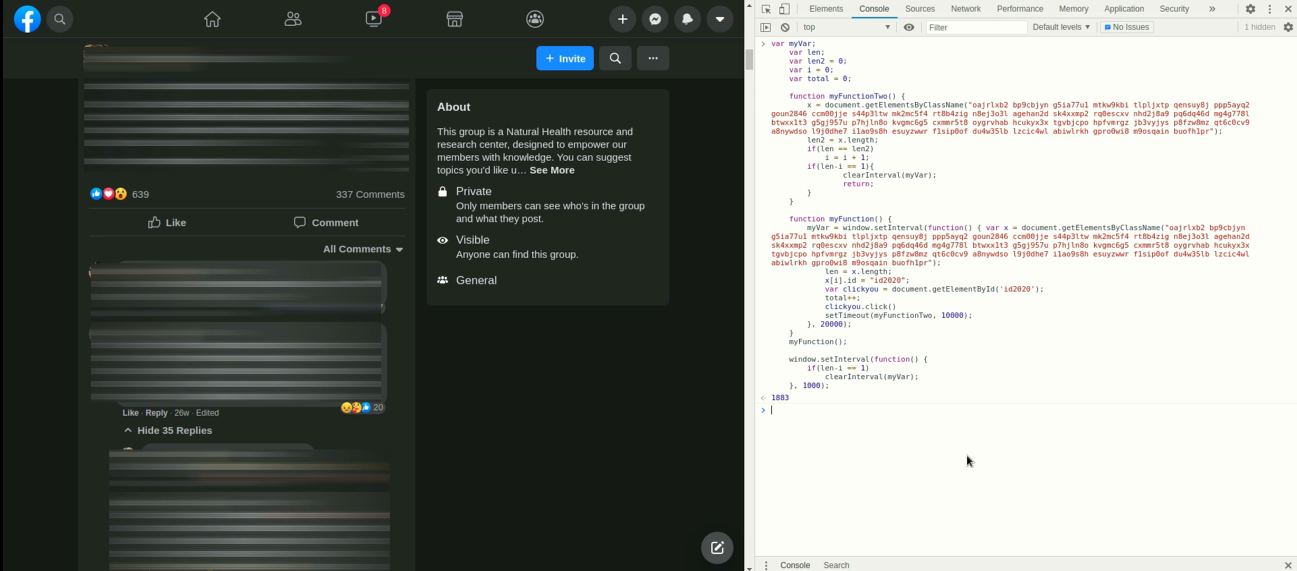 8
Invite
639
337 Comments
Like
Comment
All Comments
Like · Reply · 26w · Edited
20
Hide 35 Replies
About
This group is a Natural Health resource and
research center, designed to empower our
members with knowledge. You can suggest
topics you'd like u… See More
Private
Only members can see who's in the group
and what they post.
Visible
Anyone can find this group.
General
Elements Console Sources Network Performance Memory Application Security »
top Filter Default levels No Issues 1 hidden
> var myVar;
var len;
var len2 = 0;
var i = 0;
var total = 0;
function myFunctionTwo() {
x = document.getElementsByClassName("oajrlxb2 bp9cbjyn g5ia77u1 mtkw9kbi tlpljxtp qensuy8j ppp5ayq2
goun2846 ccm00jje s44p3ltw mk2mc5f4 rt8b4zig n8ej3o3l agehan2d sk4xxmp2 rq0escxv nhd2j8a9 pq6dq46d mg4g778l
btwxx1t3 g5gj957u p7hjln8o kvgmc6g5 cxmmr5t8 oygrvhab hcukyx3x tgvbjcpo hpfvmrgz jb3vyjys p8fzw8mz qt6c0cv9
a8nywdso l9j0dhe7 i1ao9s8h esuyzwwr f1sip0of du4w35lb lzcic4wl abiwlrkh gpro0wi8 m9osqain buofh1pr");
len2 = x.length;
if(len == len2)
i = i + 1;
if(len-i == 1){
clearInterval(myVar);
return;
}
}
function myFunction() {
myVar = window.setInterval(function() { var x = document.getElementsByClassName("oajrlxb2 bp9cbjyn
g5ia77u1 mtkw9kbi tlpljxtp qensuy8j ppp5ayq2 goun2846 ccm00jje s44p3ltw mk2mc5f4 rt8b4zig n8ej3o3l agehan2d
sk4xxmp2 rq0escxv nhd2j8a9 pq6dq46d mg4g778l btwxx1t3 g5gj957u p7hjln8o kvgmc6g5 cxmmr5t8 oygrvhab hcukyx3x
tgvbjcpo hpfvmrgz jb3vyjys p8fzw8mz qt6c0cv9 a8nywdso l9j0dhe7 i1ao9s8h esuyzwwr f1sip0of du4w35lb lzcic4wl
abiwlrkh gpro0wi8 m9osqain buofh1pr");
len = x.length;
x[i].id = "id2020";
var clickyou = document.getElementById('id2020');
total++;
clickyou.click()
setTimeout(myFunctionTwo, 10000);
}, 20000);
}
myFunction();
window.setInterval(function() {
if(len-i == 1)
clearInterval(myVar);
}, 1000);
1883
>
Console Search